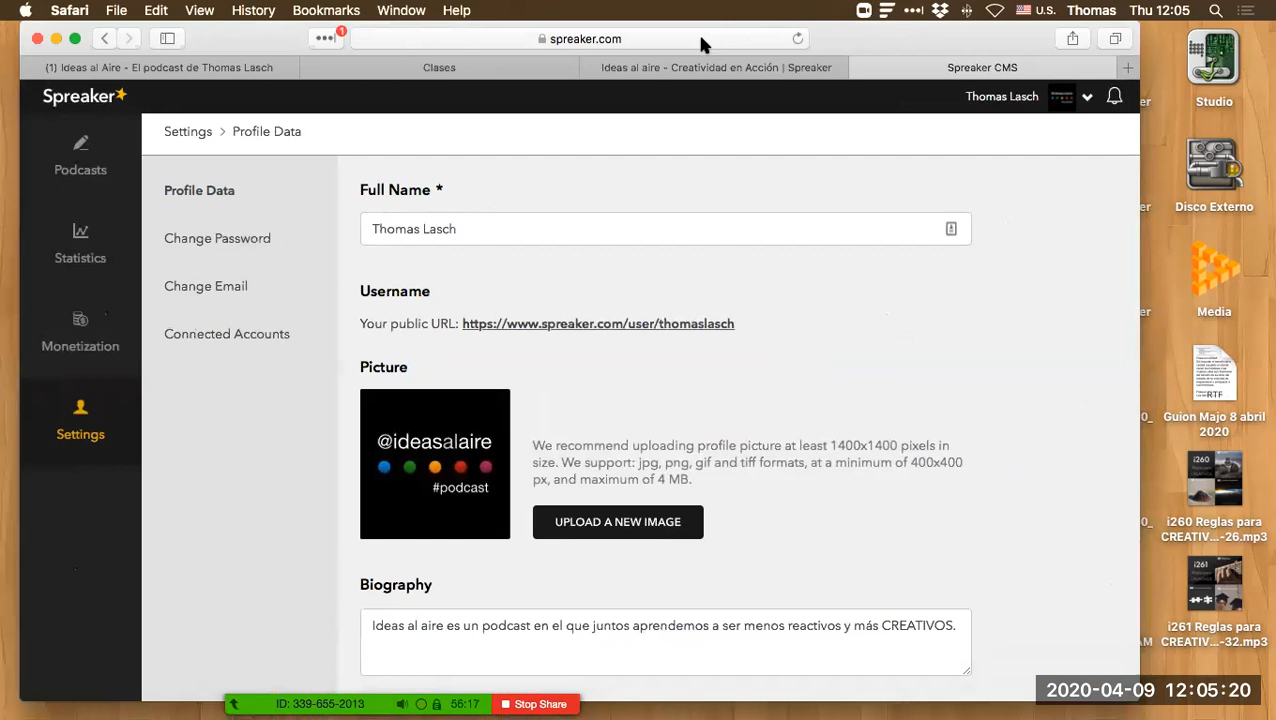 Safari File Edit View History Bookmarks Window Help
U.S. Thomas Thu 12:05
1
spreaker.com
(1) Ideas al Aire - El podcast de Thomas Lasch
Clases
Ideas al aire - Creatividad en Acción | Spreaker
Spreaker CMS
Spreaker
Thomas Lasch
Settings > Profile Data
Podcasts
Statistics
Monetization
Settings
Profile Data
Change Password
Change Email
Connected Accounts
Full Name *
Thomas Lasch
Username
Your public URL: https://www.spreaker.com/user/thomaslasch
Picture
@ideasalaire
#podcast
We recommend uploading profile picture at least 1400x1400 pixels in
size. We support: jpg, png, gif and tiff formats, at a minimum of 400x400
px, and maximum of 4 MB.
UPLOAD A NEW IMAGE
Biography
Ideas al aire es un podcast en el que juntos aprendemos a ser menos reactivos y más CREATIVOS.
Studio
Disco Externo
Media
RTF
Guion Majo 8 abril
2020
i260
i260 Reglas para
CREATIV...-26.mp3
i261
i261 Reglas para
CREATIV...-32.mp3
ID: 339-655-2013
56:17
Stop Share
2020-04-09 12:05:20